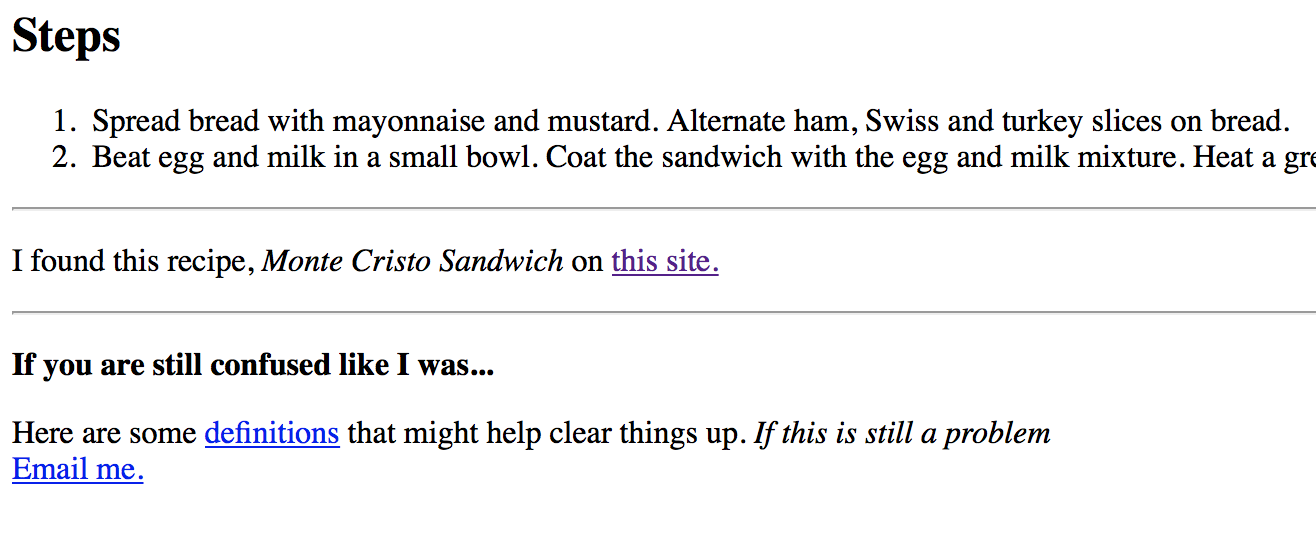 Steps
1. Spread bread with mayonnaise and mustard. Alternate ham, Swiss and turkey slices on bread.
2. Beat egg and milk in a small bowl. Coat the sandwich with the egg and milk mixture. Heat a
I found this recipe, Monte Cristo Sandwich on this site.
If you are still confused like I was...
Here are some definitions that might help clear things up. If this is still a problem
Email me.